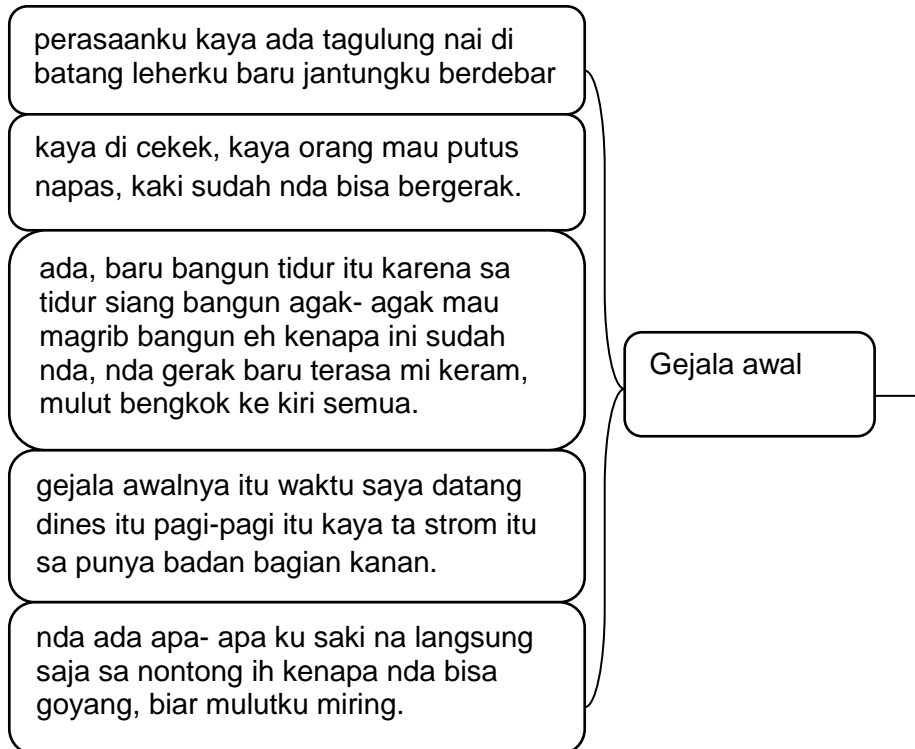 perasaanku kaya ada tagulung nai di
batang leherku baru jantungku berdebar
kaya di cekek, kaya orang mau putus
napas, kaki sudah nda bisa bergerak.
ada, baru bangun tidur itu karena sa
tidur siang bangun agak- agak mau
magrib bangun eh kenapa ini sudah
nda, nda gerak baru terasa mi keram,
mulut bengkok ke kiri semua.
gejala awalnya itu waktu saya datang
dines itu pagi-pagi itu kaya ta strom itu
sa punya badan bagian kanan.
nda ada apa- apa ku saki na langsung
saja sa nontong ih kenapa nda bisa
goyang, biar mulutku miring.
Gejala awal